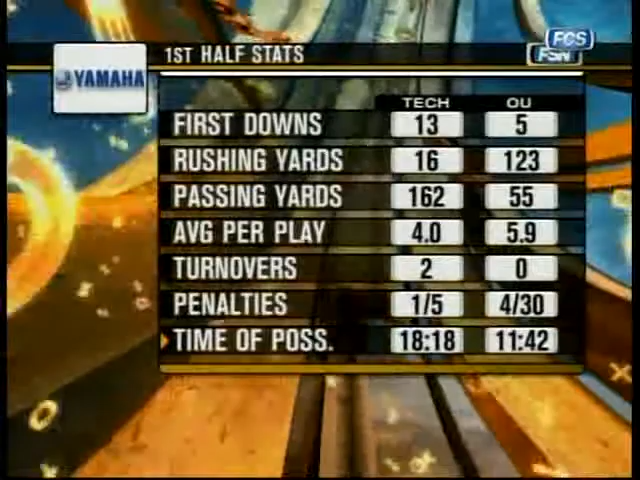 FCS
1ST HALF STATS
FSN
YAMAHA
TECH OU
FIRST DOWNS 13 5
RUSHING YARDS 16 123
PASSING YARDS 162 55
AVG PER PLAY 4.0 5.9
TURNOVERS 2 0
PENALTIES 1/5 4/30
TIME OF POSS. 18:18 11:42